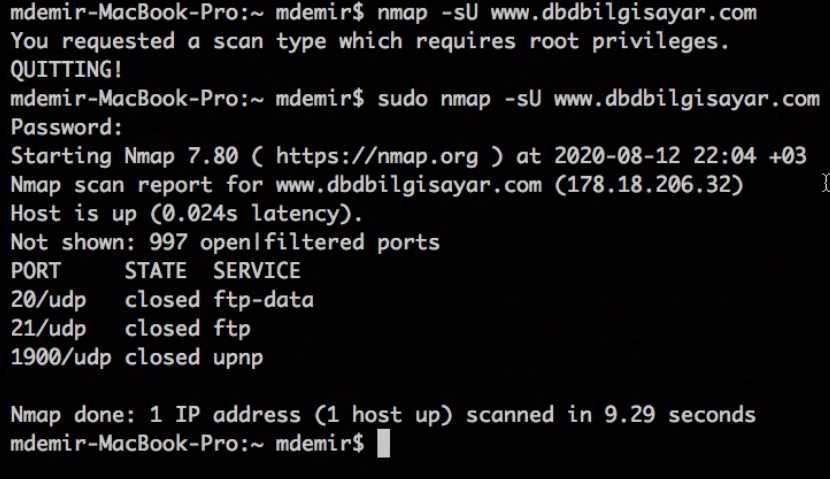 mdemir-MacBook-Pro:~ mdemir$ nmap -sU www.dbdbilgisayar.com
You requested a scan type which requires root privileges.
QUITTING!
mdemir-MacBook-Pro:~ mdemir$ sudo nmap -sU www.dbdbilgisayar.com
Password:
Starting Nmap 7.80 ( https://nmap.org ) at 2020-08-12 22:04 +03
Nmap scan report for www.dbdbilgisayar.com (178.18.206.32)
Host is up (0.024s latency).
Not shown: 997 open|filtered ports
PORT     STATE  SERVICE
20/udp   closed ftp-data
21/udp   closed ftp
1900/udp closed upnp
Nmap done: 1 IP address (1 host up) scanned in 9.29 seconds
mdemir-MacBook-Pro:~ mdemir$